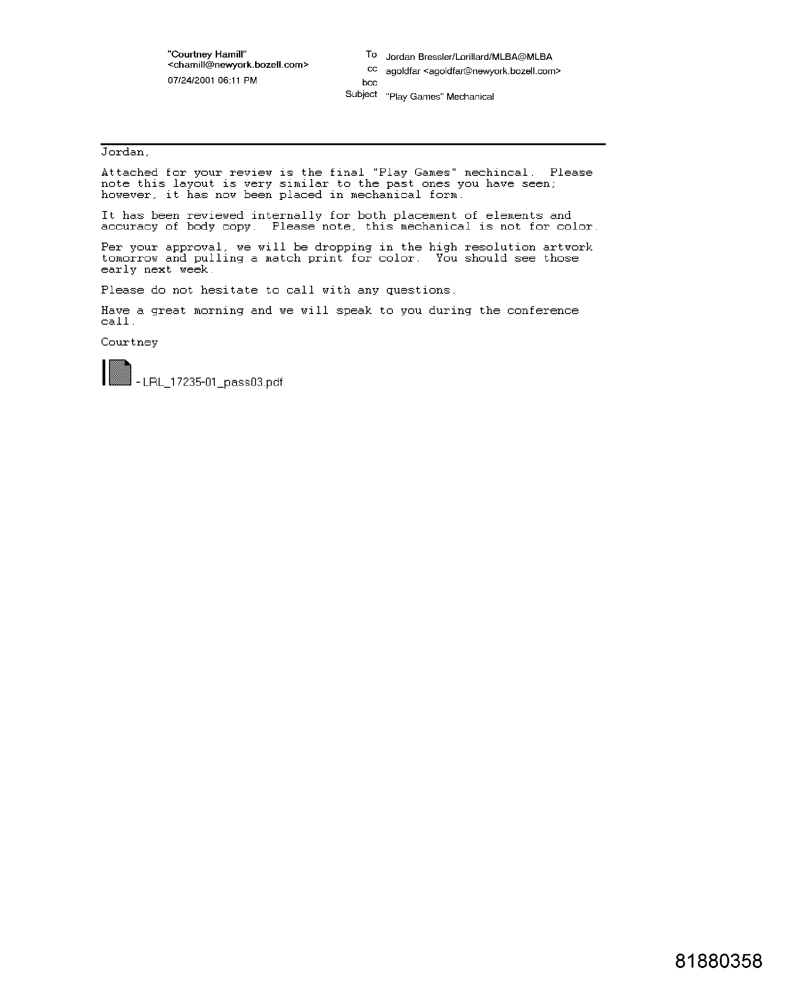 "Courtney Hamill"
<chamill@newyork.bozell.com>
07/24/2001 06:11 PM
To Jordan Bressler/Lorillard/MLBA@MLBA
cc agoldfar <agoldfar@newyork.bozell.com>
bcc
Subject "Play Games" Mechanical
Jordan,
Attached for your review is the final "Play Games" mechincal. Please
note this layout is very similar to the past ones you have seen;
however, it has now been placed in mechanical form.
It has been reviewed internally for both placement of elements and
accuracy of body copy. Please note, this mechanical is not for color.
Per your approval, we will be dropping in the high resolution artwork
tomorrow and pulling a match print for color. You should see those
early next week.
Please do not hesitate to call with any questions.
Have a great morning and we will speak to you during the conference
call.
Courtney
- LRL_17235-01_pass03.pdf
81880358